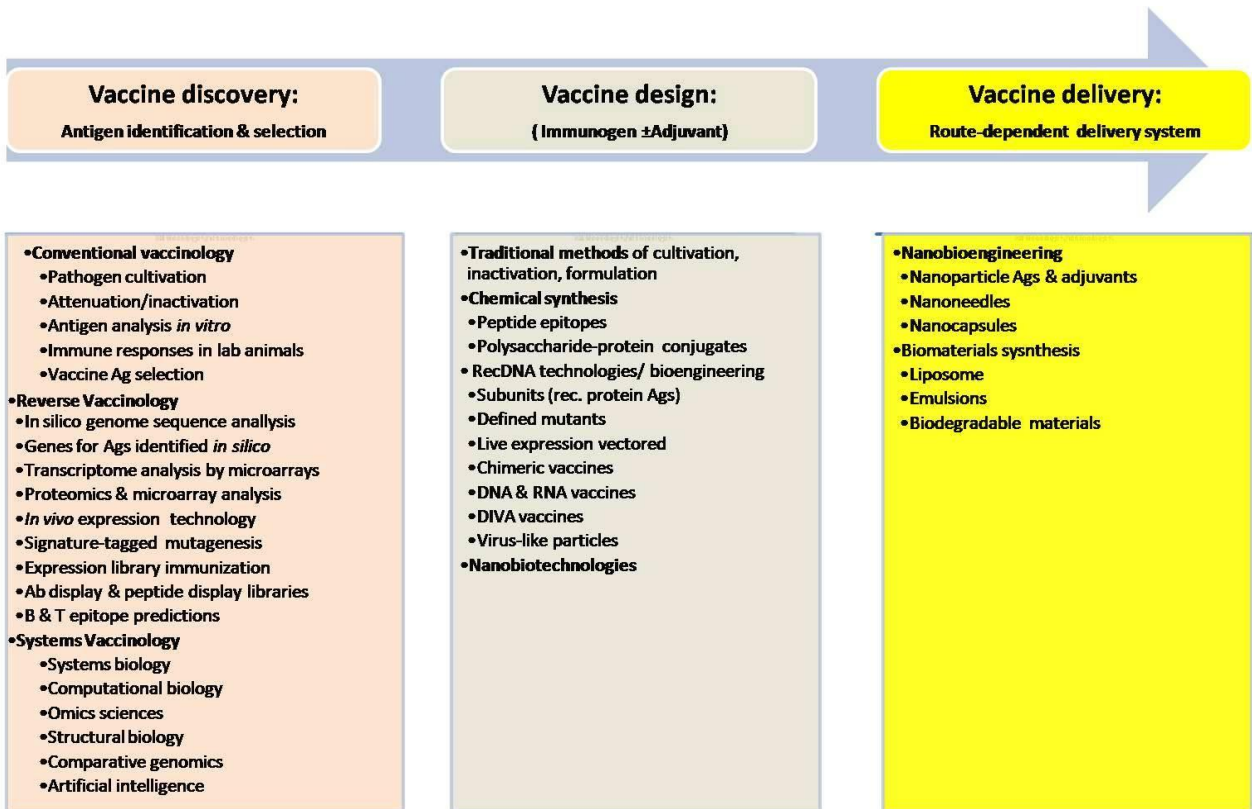 Vaccine discovery:
Antigen identification & selection
Vaccine design:
( Immunogen ±Adjuvant)
Vaccine delivery:
Route-dependent delivery system
•Conventional vaccinology
•Pathogen cultivation
•Attenuation/inactivation
•Antigen analysis in vitro
•Immune responses in lab animals
•Vaccine Ag selection
•Reverse Vaccinology
•In silico genome sequence anallysis
•Genes for Ags identified in silico
•Transcriptome analysis by microarrays
•Proteomics & microarray analysis
•In vivo expression technology
•Signature-tagged mutagenesis
•Expression library immunization
•Ab display & peptide display libraries
•B & T epitope predictions
•Systems Vaccinology
•Systems biology
•Computational biology
•Omics sciences
•Structural biology
•Comparative genomics
•Artificial intelligence
•Traditional methods of cultivation,
inactivation, formulation
•Chemical synthesis
•Peptide epitopes
•Polysaccharide-protein conjugates
• RecDNA technologies/ bioengineering
•Subunits (rec. protein Ags)
•Defined mutants
•Live expression vectored
•Chimeric vaccines
•DNA & RNA vaccines
•DIVA vaccines
•Virus-like particles
•Nanobiotechnologies
•Nanobioengineering
•Nanoparticle Ags & adjuvants
•Nanoneedles
•Nanocapsules
•Biomaterials sysnthesis
•Liposome
•Emulsions
•Biodegradable materials